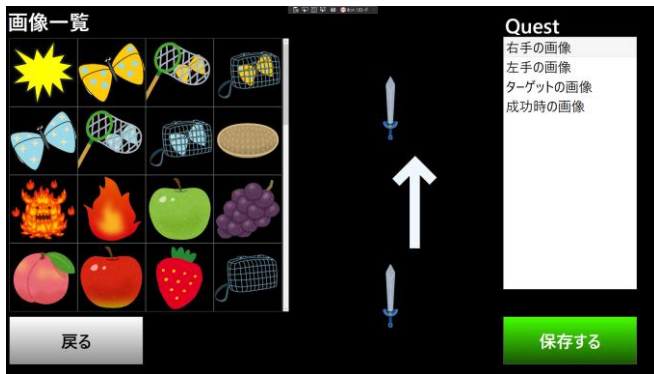 画像一覧
Quest
右手の画像
左手の画像
ターゲットの画像
成功時の画像
戻る
保存する